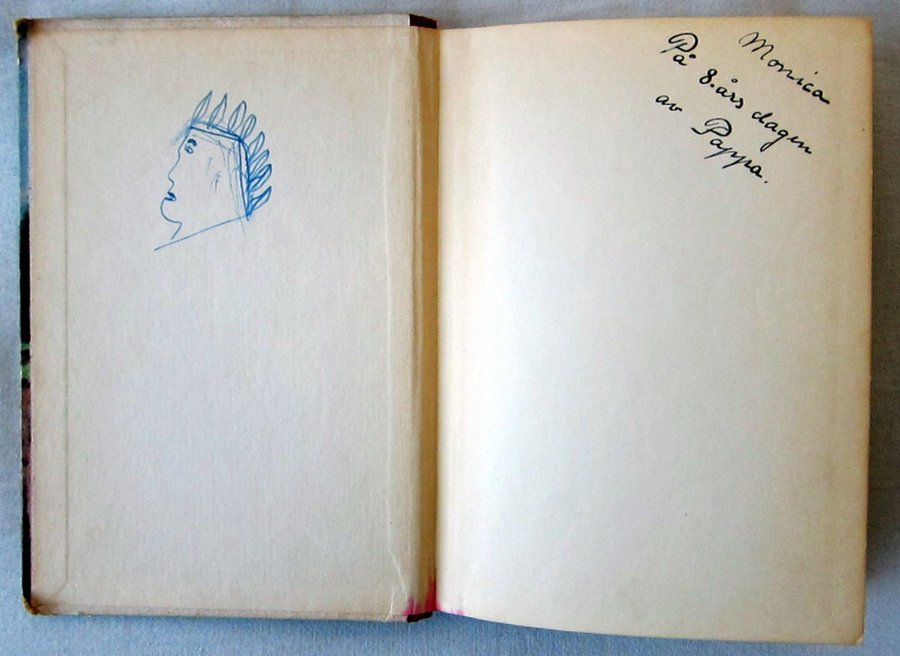 Monica
På 8.års dagen
av Pappa.